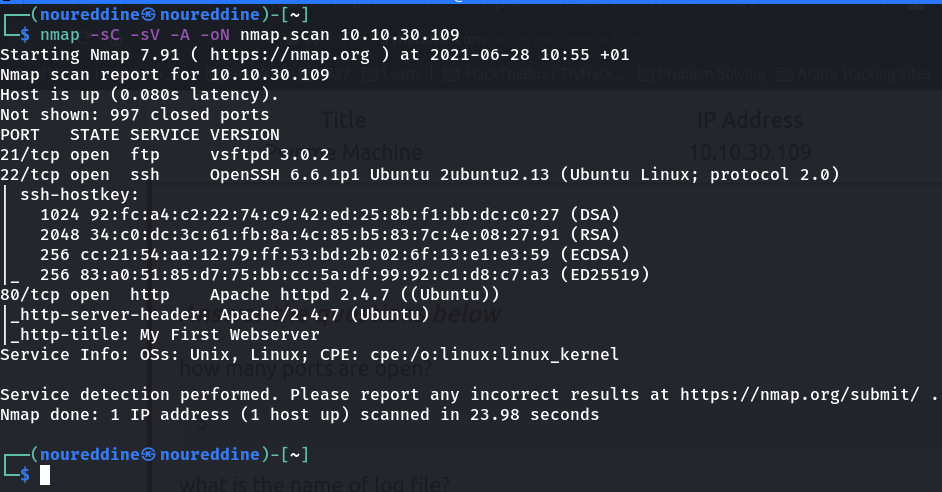 (noureddine㉿noureddine)-[~]
$ nmap -sC -sV -A -oN nmap.scan 10.10.30.109
Starting Nmap 7.91 ( https://nmap.org ) at 2021-06-28 10:55 +01
Nmap scan report for 10.10.30.109
Host is up (0.080s latency).
Not shown: 997 closed ports
PORT   STATE SERVICE VERSION
21/tcp open  ftp     vsftpd 3.0.2
22/tcp open  ssh     OpenSSH 6.6.1p1 Ubuntu 2ubuntu2.13 (Ubuntu Linux; protocol 2.0)
| ssh-hostkey:
|   1024 92:fc:a4:c2:22:74:c9:42:ed:25:8b:f1:bb:dc:c0:27 (DSA)
|   2048 34:c0:dc:3c:61:fb:8a:4c:85:b5:83:7c:4e:08:27:91 (RSA)
|   256 cc:21:54:aa:12:79:ff:53:bd:2b:02:6f:13:e1:e3:59 (ECDSA)
|_  256 83:a0:51:85:d7:75:bb:cc:5a:df:99:92:c1:d8:c7:a3 (ED25519)
80/tcp open  http    Apache httpd 2.4.7 ((Ubuntu))
|_http-server-header: Apache/2.4.7 (Ubuntu)
|_http-title: My First Webserver
Service Info: OSs: Unix, Linux; CPE: cpe:/o:linux:linux_kernel
Service detection performed. Please report any incorrect results at https://nmap.org/submit/ .
Nmap done: 1 IP address (1 host up) scanned in 23.98 seconds
(noureddine㉿noureddine)-[~]
$
Learn
HackTheBox / TryHack...
Problem Solving
Arabic Hacking Sites
Title
IP Address
Machine
10.10.30.109
below
how many ports are open?
3
what is the name of log file?